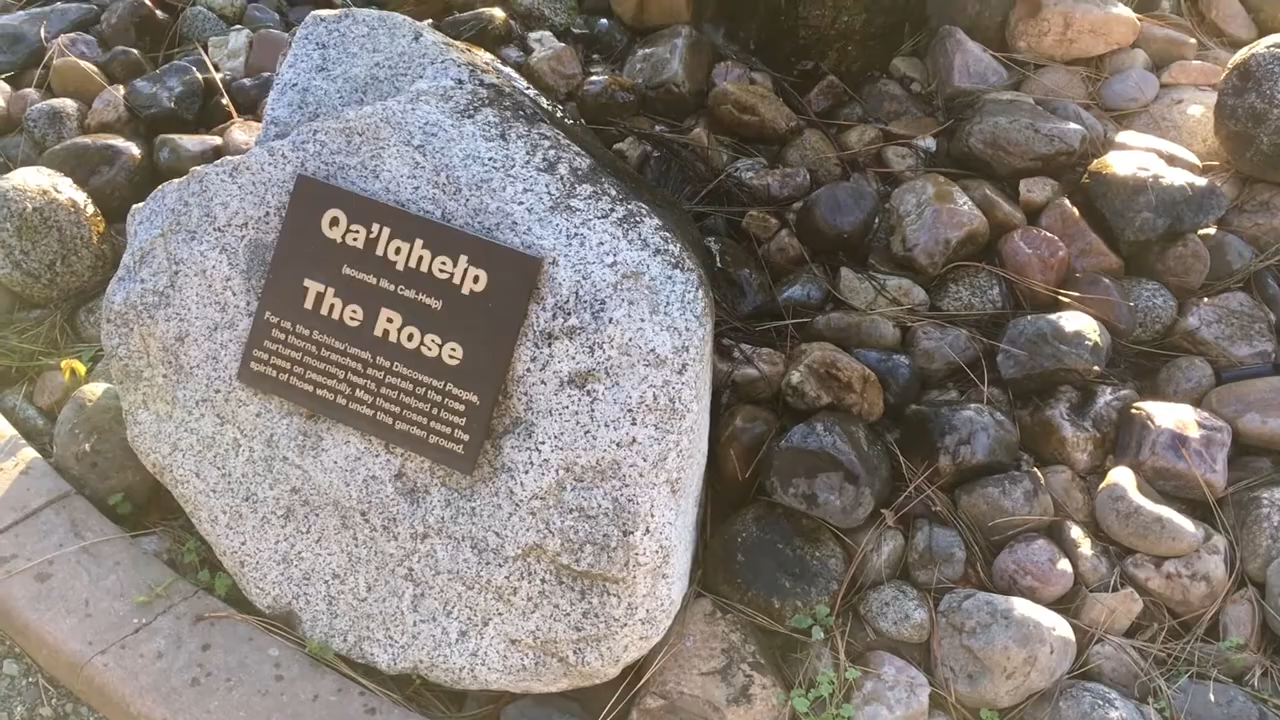 Qa'lqhełp
(sounds like Call-Help)
The Rose
For us, the Schitsu'umsh, the Discovered People,
the thorns, branches, and petals of the rose
nurtured mourning hearts, and helped a loved
one pass on peacefully. May these roses ease the
spirits of those who lie under this garden ground.